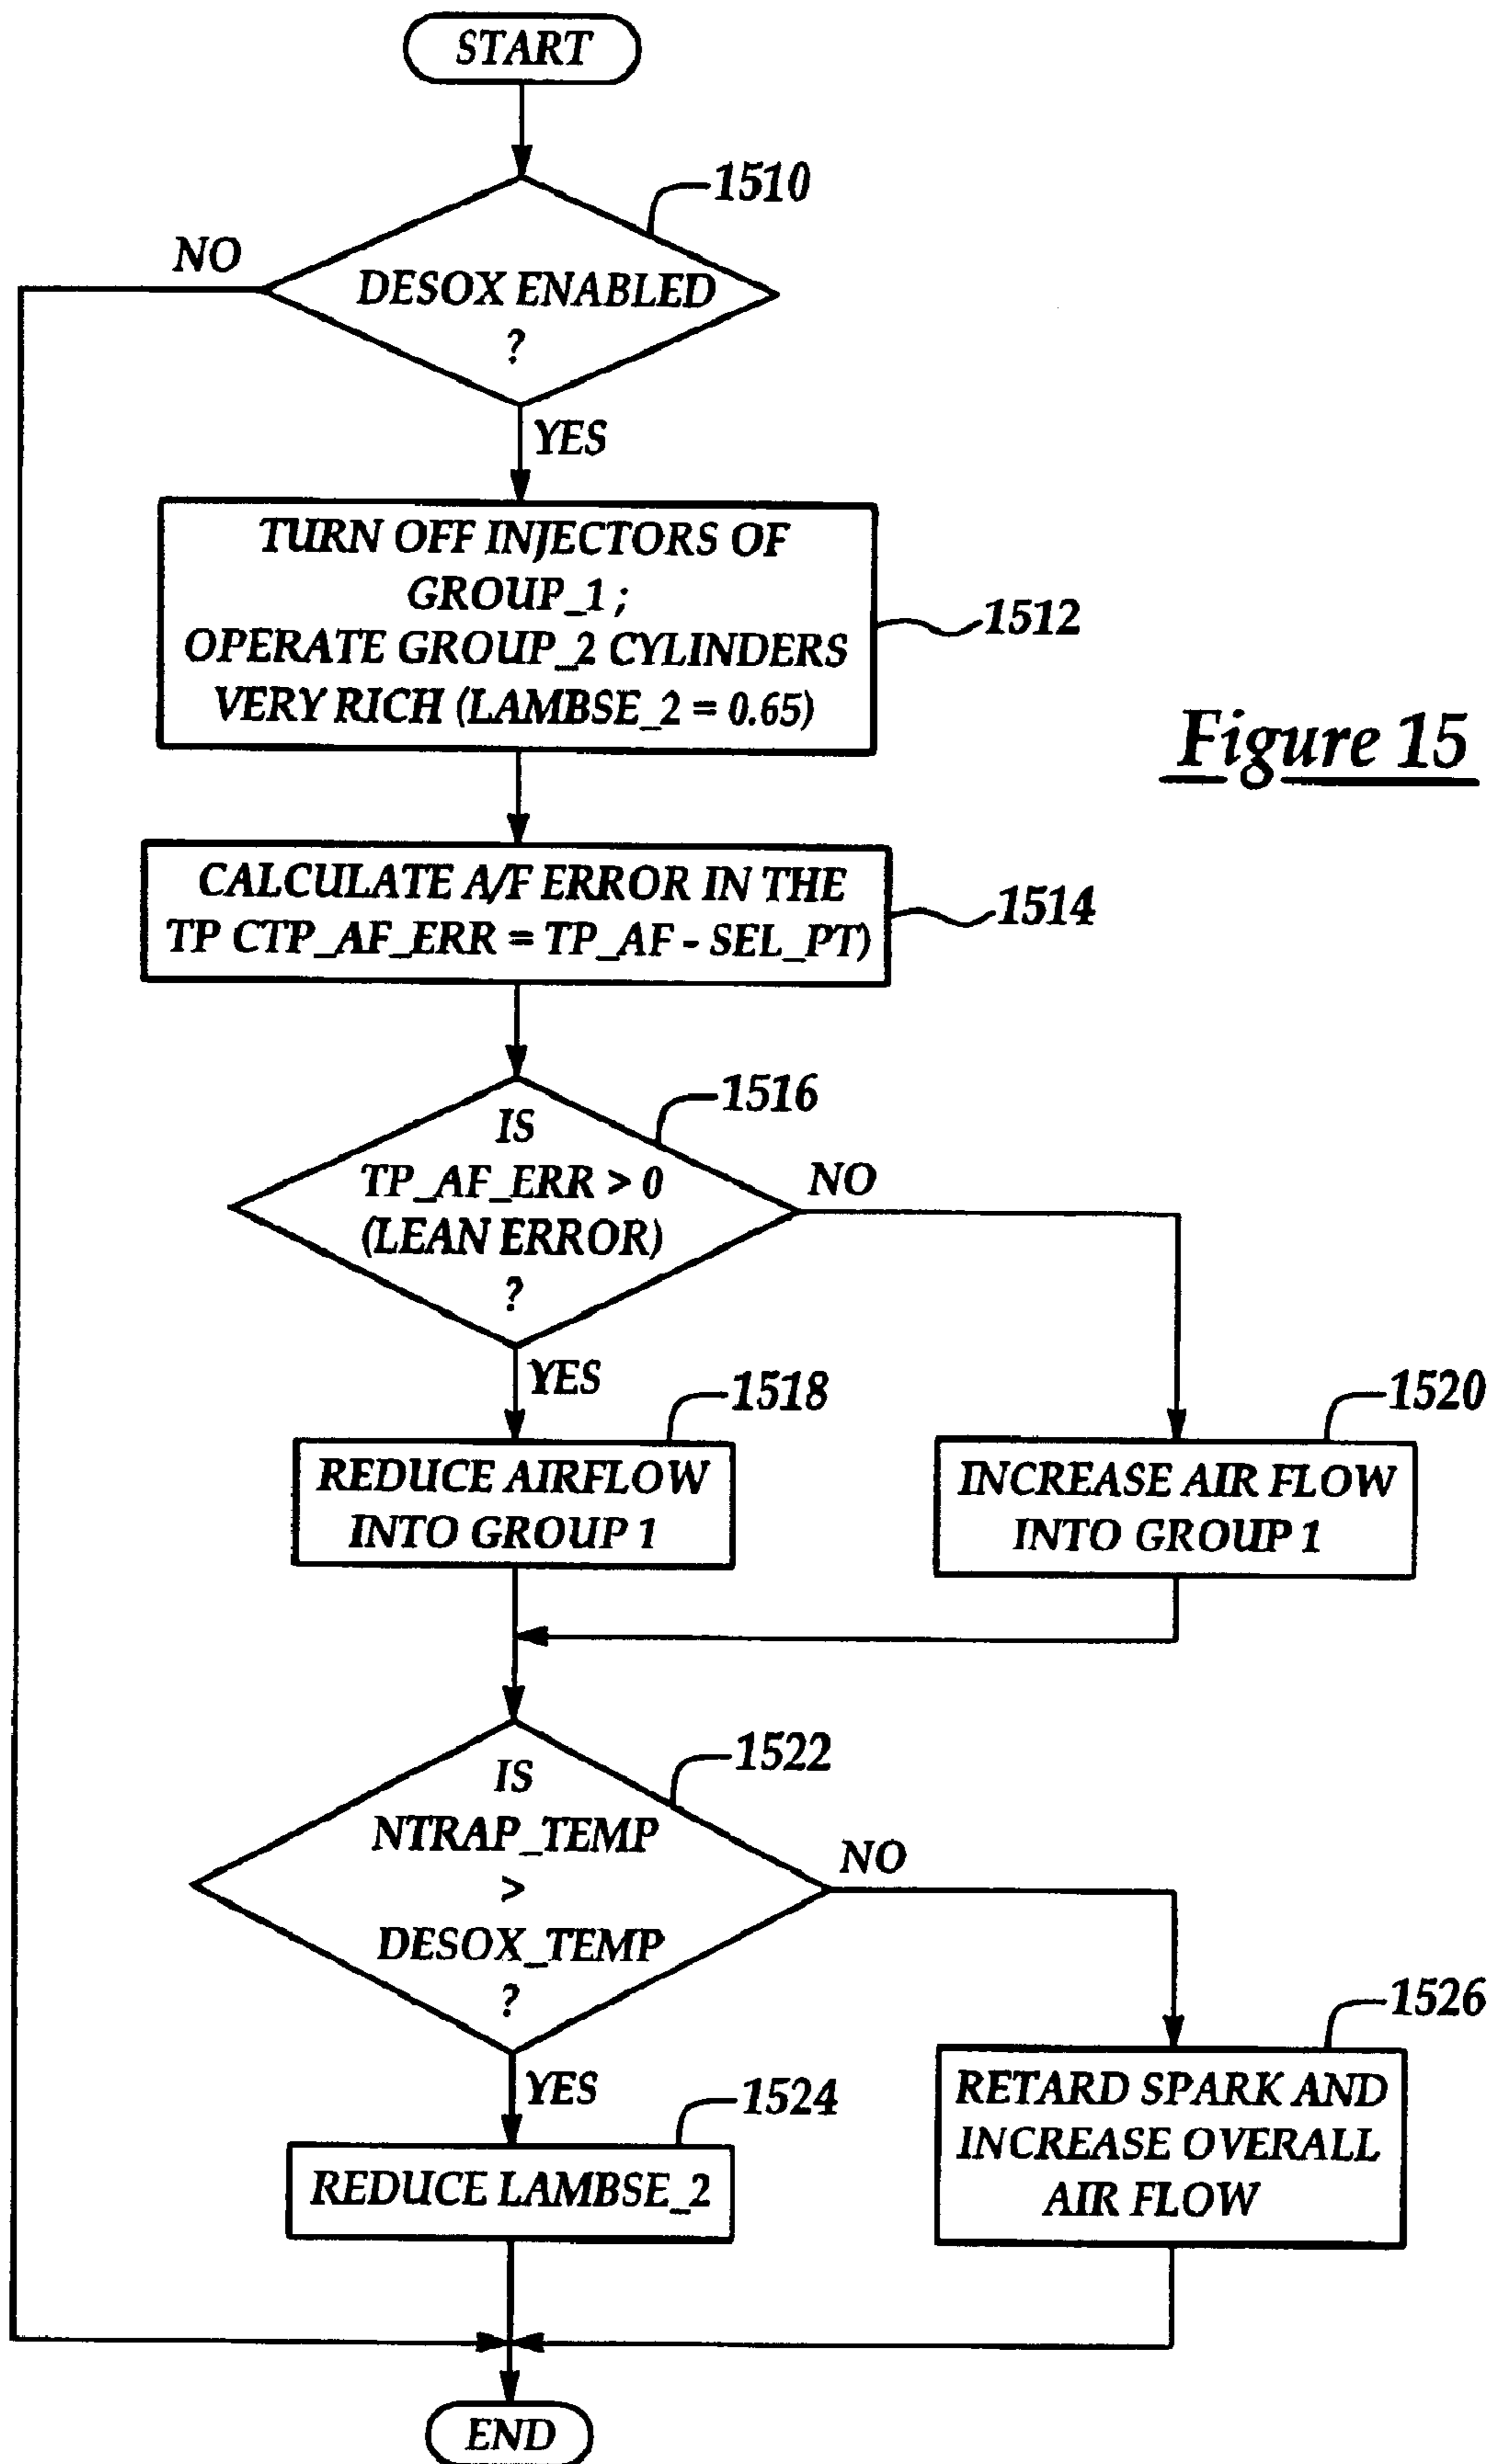 START
1510
NO
DESOX ENABLED
?
YES
TURN OFF INJECTORS OF
GROUP_1 ;
OPERATE GROUP_2 CYLINDERS
VERY RICH (LAMBSE_2 = 0.65)
1512
Figure 15
CALCULATE A/F ERROR IN THE
TP CTP_AF_ERR = TP_AF - SEL_PT)
1514
1516
IS
TP_AF_ERR > 0
(LEAN ERROR)
?
NO
YES
1518
1520
REDUCE AIRFLOW
INTO GROUP 1
INCREASE AIR FLOW
INTO GROUP 1
1522
IS
NTRAP_TEMP
>
DESOX_TEMP
?
NO
YES
1524
1526
REDUCE LAMBSE_2
RETARD SPARK AND
INCREASE OVERALL
AIR FLOW
END